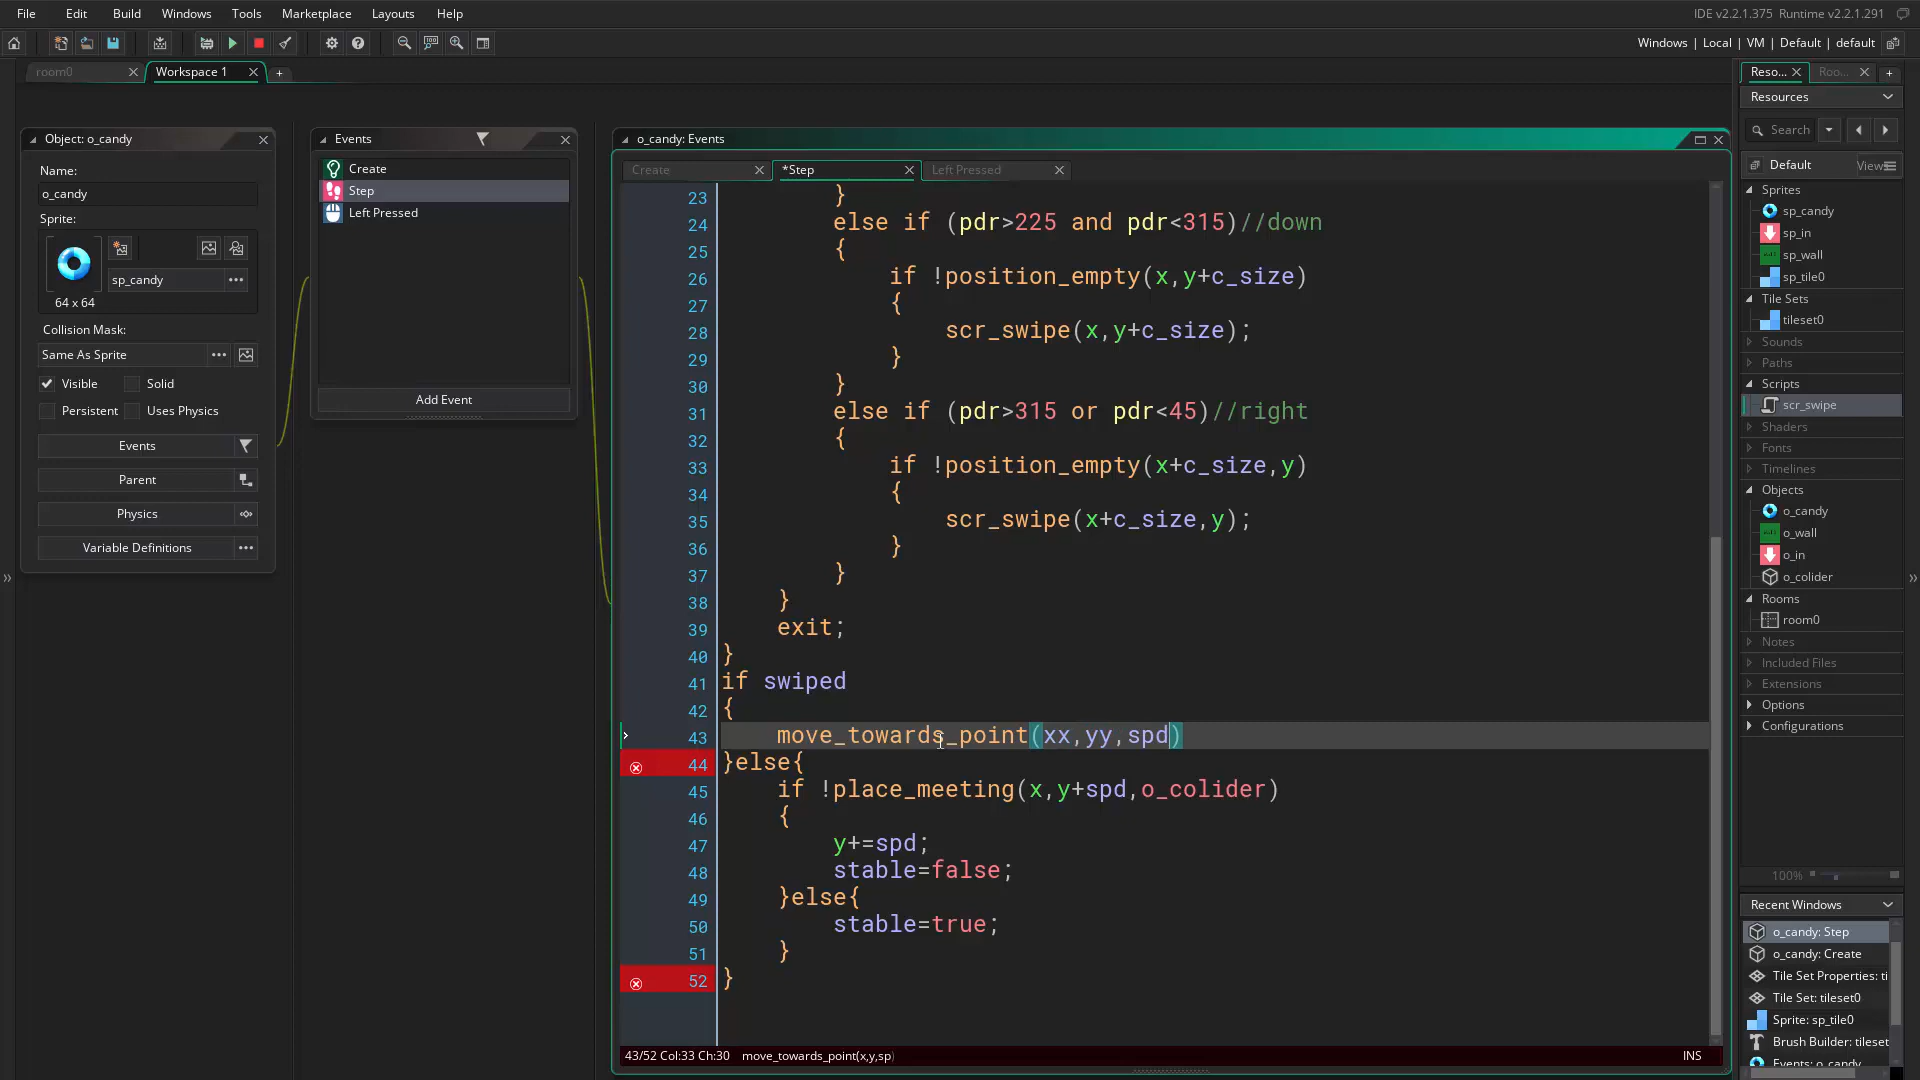 File Edit Build Windows Tools Marketplace Layouts Help IDE v2.2.1.375 Runtime v2.2.1.291
Windows | Local | VM | Default | default
room0 Workspace 1 +
Object: o_candy
Name:
o_candy
Sprite:
sp_candy
64 x 64
Collision Mask:
Same As Sprite
Visible Solid
Persistent Uses Physics
Events
Parent
Physics
Variable Definitions
Events
Create
Step
Left Pressed
Add Event
o_candy: Events
Create *Step Left Pressed
23 }
24 else if (pdr>225 and pdr<315)//down
25 {
26 if !position_empty(x,y+c_size)
27 {
28 scr_swipe(x,y+c_size);
29 }
30 }
31 else if (pdr>315 or pdr<45)//right
32 {
33 if !position_empty(x+c_size,y)
34 {
35 scr_swipe(x+c_size,y);
36 }
37 }
38 }
39 exit;
40 }
41 if swiped
42 {
43 move_towards_point(xx,yy,spd)
44 }else{
45 if !place_meeting(x,y+spd,o_colider)
46 {
47 y+=spd;
48 stable=false;
49 }else{
50 stable=true;
51 }
52 }
43/52 Col:33 Ch:30 move_towards_point(x,y,sp) INS
Reso... Roo... +
Resources
Search
Default View
Sprites
sp_candy
sp_in
sp_wall
sp_tile0
Tile Sets
tileset0
Sounds
Paths
Scripts
scr_swipe
Shaders
Fonts
Timelines
Objects
o_candy
o_wall
o_in
o_colider
Rooms
room0
Notes
Included Files
Extensions
Options
Configurations
100%
Recent Windows
o_candy: Step
o_candy: Create
Tile Set Properties: ti
Tile Set: tileset0
Sprite: sp_tile0
Brush Builder: tileset
Events: o_candy